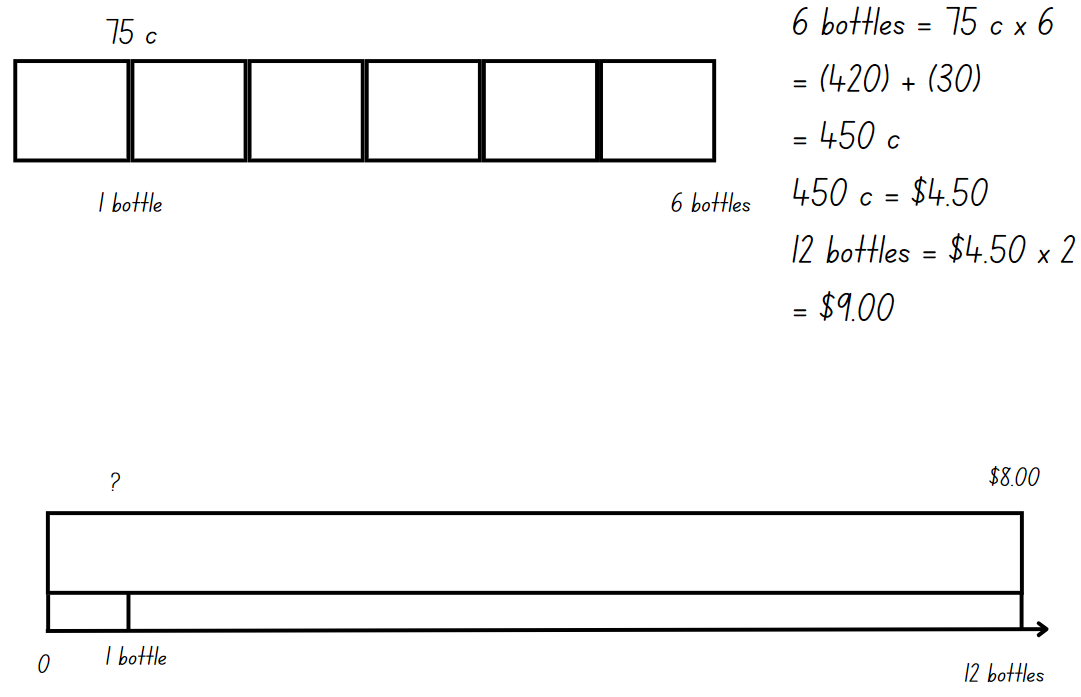 75 c
1 bottle
6 bottles
6 bottles = 75 c x 6
= (420) + (30)
= 450 c
450 c = $4.50
12 bottles = $4.50 x 2
= $9.00
?
$8.00
0
1 bottle
12 bottles